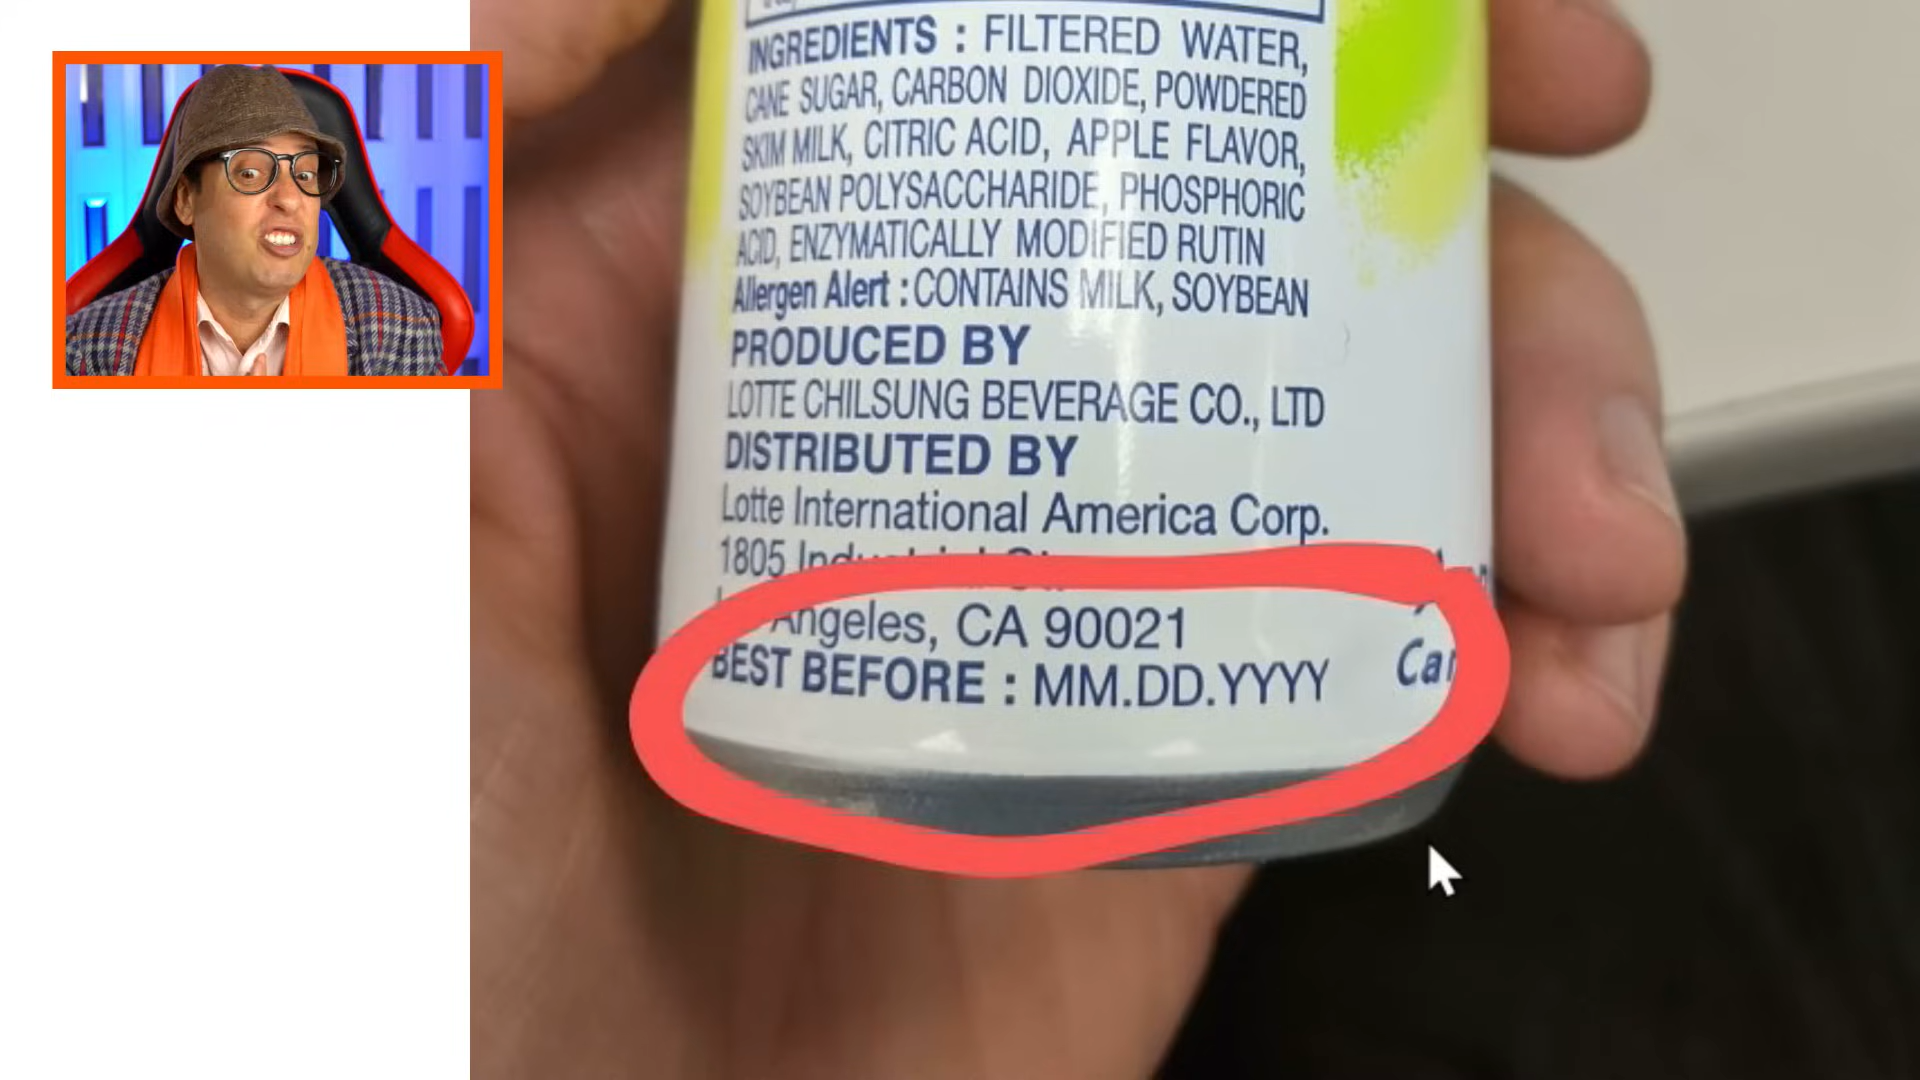 INGREDIENTS : FILTERED WATER,
CANE SUGAR, CARBON DIOXIDE, POWDERED
SKIM MILK, CITRIC ACID, APPLE FLAVOR,
SOYBEAN POLYSACCHARIDE, PHOSPHORIC
ACID, ENZYMATICALLY MODIFIED RUTIN
Allergen Alert : CONTAINS MILK, SOYBEAN
PRODUCED BY
LOTTE CHILSUNG BEVERAGE CO., LTD
DISTRIBUTED BY
Lotte International America Corp.
1805
Angeles, CA 90021
BEST BEFORE : MM.DD.YYYY